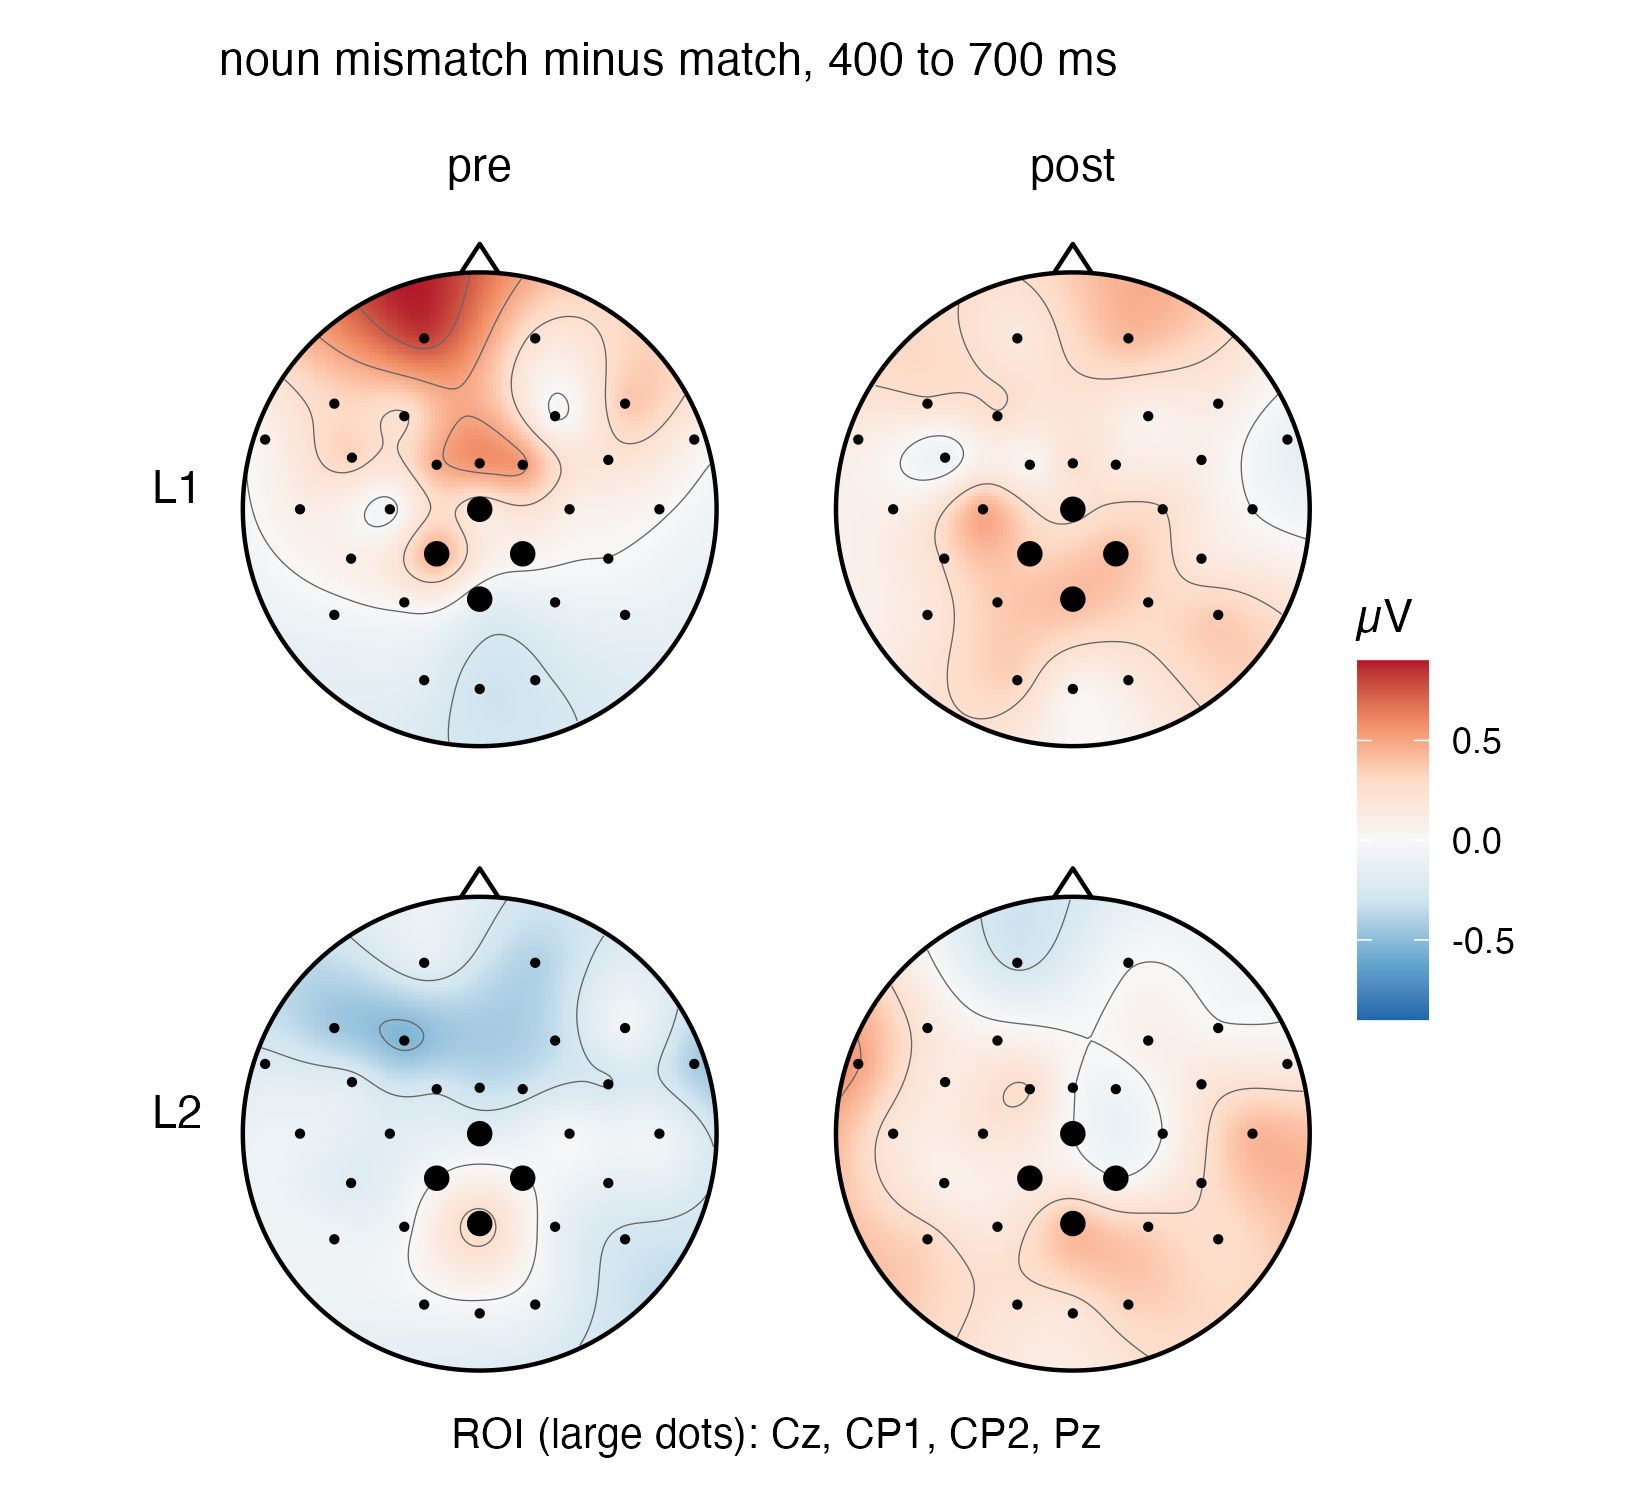 noun mismatch minus match, 400 to 700 ms
pre
post
L1
µV
0.5
0.0
-0.5
L2
ROI (large dots): Cz, CP1, CP2, Pz